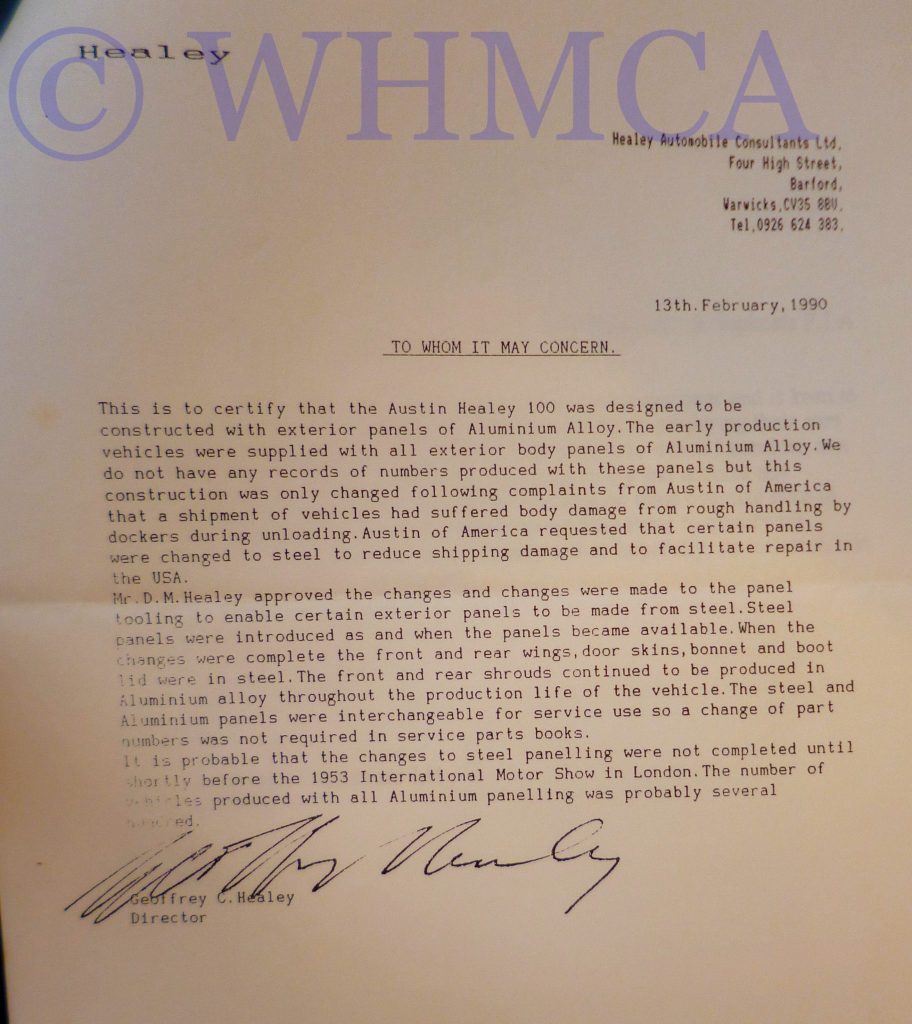 © WHMCA
Healey
Healey Automobile Consultants Ltd.
Four High Street,
Barford,
Warwicks,CV35 8BU.
Tel,0926 624 383.
13th.February,1990
TO WHOM IT MAY CONCERN.
This is to certify that the Austin Healey 100 was designed to be
constructed with exterior panels of Aluminium Alloy.The early production
vehicles were supplied with all exterior body panels of Aluminium Alloy.We
do not have any records of numbers produced with these panels but this
construction was only changed following complaints from Austin of America
that a shipment of vehicles had suffered body damage from rough handling by
dockers during unloading.Austin of America requested that certain panels
were changed to steel to reduce shipping damage and to facilitate repair in
the USA.
Mr.D.M.Healey approved the changes and changes were made to the panel
tooling to enable certain exterior panels to be made from steel.Steel
panels were introduced as and when the panels became available.When the
changes were complete the front and rear wings,door skins,bonnet and boot
lid were in steel.The front and rear shrouds continued to be produced in
Aluminium alloy throughout the production life of the vehicle.The steel and
Aluminium panels were interchangeable for service use so a change of part
numbers was not required in service parts books.
It is probable that the changes to steel panelling were not completed until
shortly before the 1953 International Motor Show in London.The number of
vehicles produced with all Aluminium panelling was probably several
hundred.
Geoffrey Healey
Geoffrey C.Healey
Director